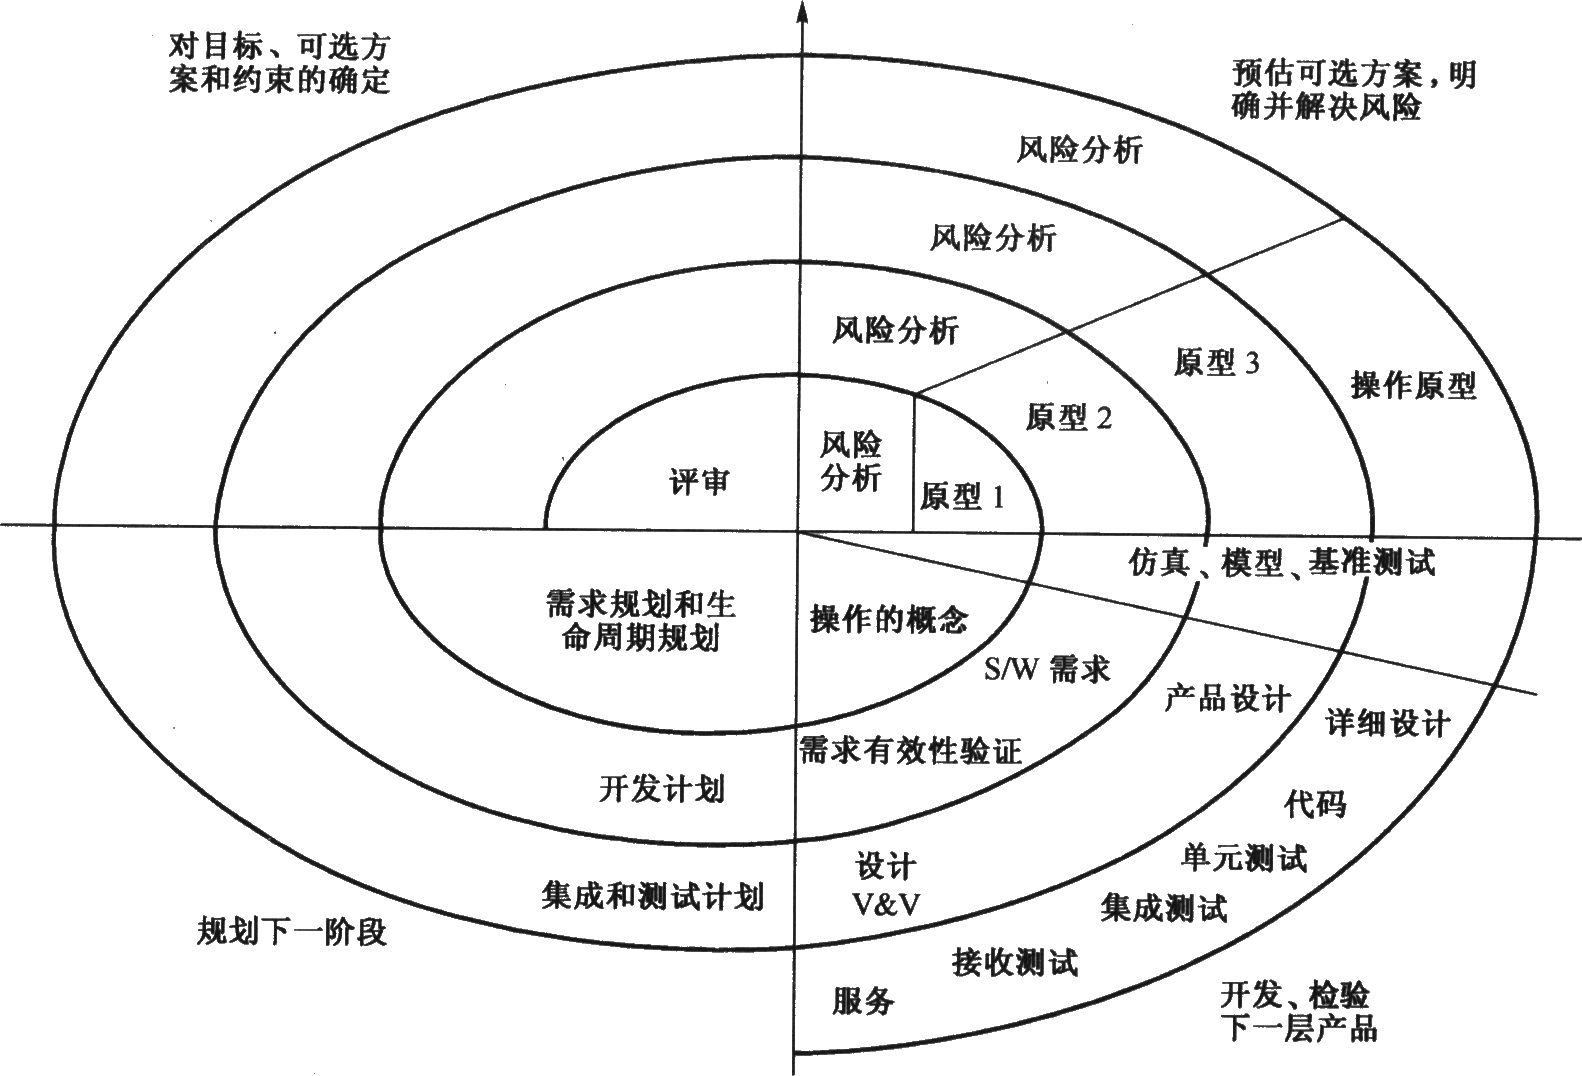 对目标、可选方
案和约束的确定
预估可选方案，明
确并解决风险
风险分析
风险分析
风险分析
原型 3
操作原型
原型 2
风险
分析
评审
原型 1
仿真、模型、基准测试
需求规划和生
命周期规划
操作的概念
S/W 需求
产品设计
详细设计
需求有效性验证
开发计划
代码
单元测试
设计
V&V
集成和测试计划
集成测试
规划下一阶段
接收测试
服务
开发、检验
下一层产品